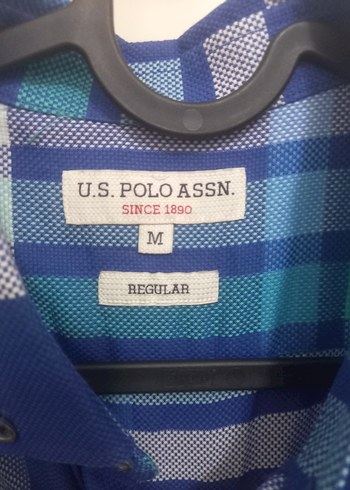 U.S. POLO ASSN.
SINCE 1890
M
REGULAR